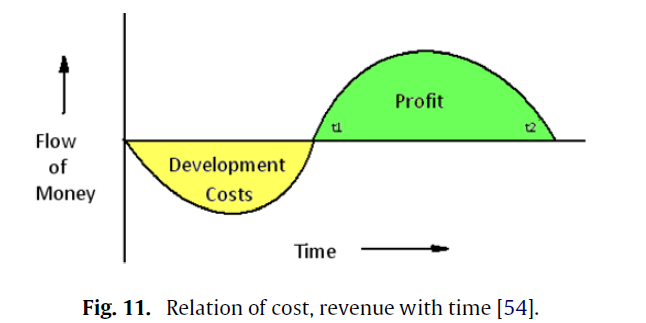 Profit
t1
t2
Flow
of
Money
Development
Costs
Time
Fig. 11. Relation of cost, revenue with time [54].